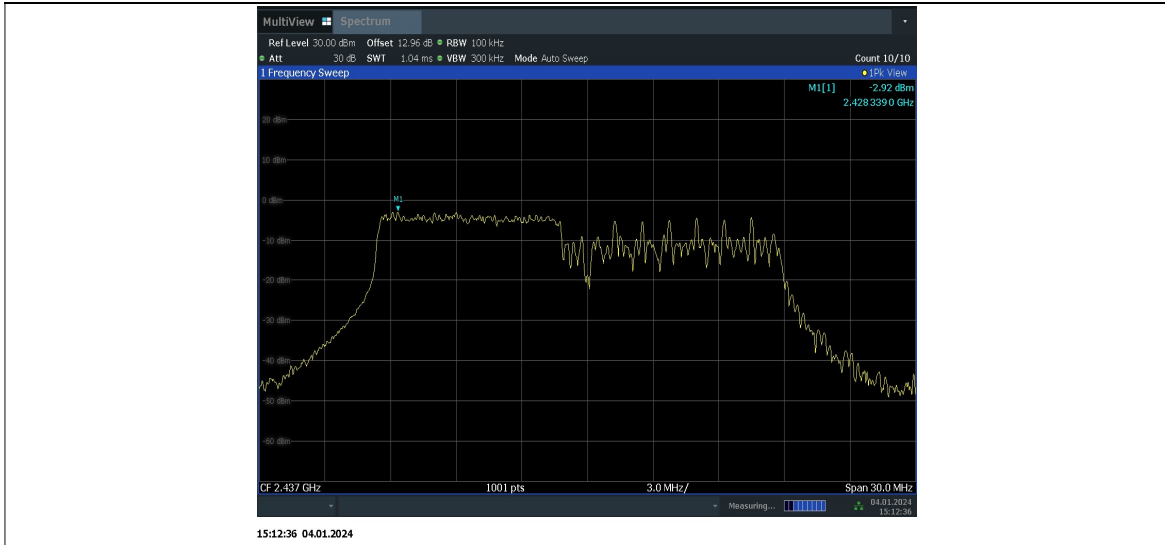 MultiView Spectrum
Ref Level 30.00 dBm Offset 12.96 dB RBW 100 kHz
Att 30 dB SWT 1.04 ms VBW 300 kHz Mode Auto Sweep Count 10/10
1 Frequency Sweep 1Pk View
M1[1] -2.92 dBm
2.428 339 0 GHz
20 dBm
10 dBm
M1
0 dBm
-10 dBm
-20 dBm
-30 dBm
-40 dBm
-50 dBm
-60 dBm
CF 2.437 GHz 1001 pts 3.0 MHz/ Span 30.0 MHz
Measuring... 04.01.2024
15:12:36
15:12:36 04.01.2024